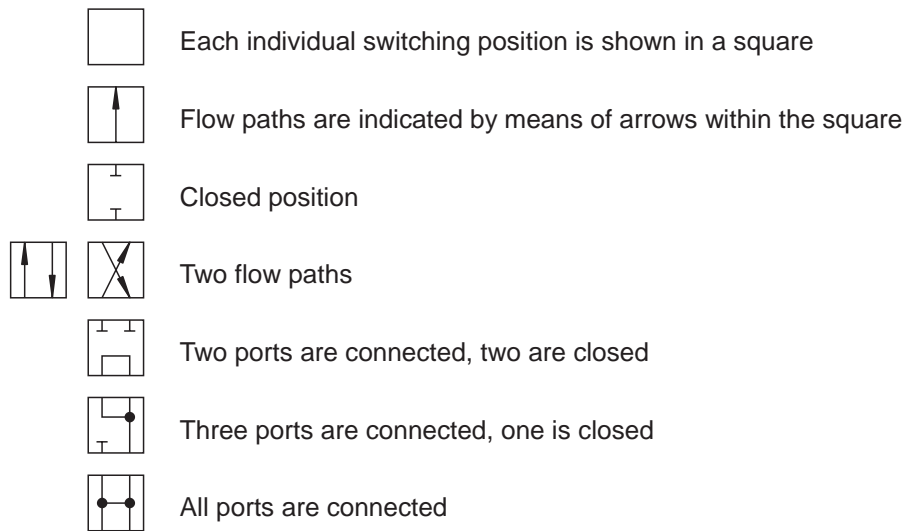 Each individual switching position is shown in a square
Flow paths are indicated by means of arrows within the square
Closed position
Two flow paths
Two ports are connected, two are closed
Three ports are connected, one is closed
All ports are connected